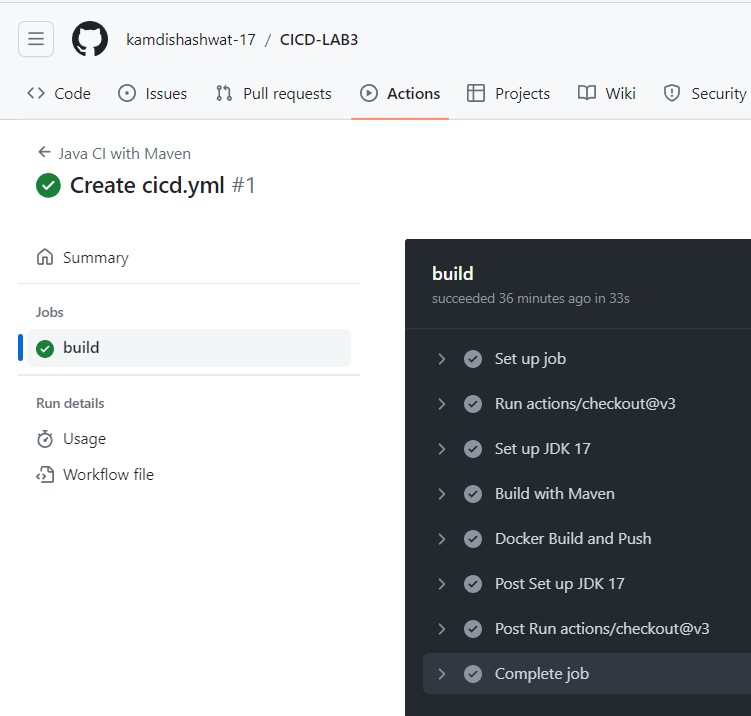 kamdishashwat-17 / CICD-LAB3
Code Issues Pull requests Actions Projects Wiki Security
Java CI with Maven
Create cicd.yml #1
Summary
Jobs
build
Run details
Usage
Workflow file
build
succeeded 36 minutes ago in 33s
Set up job
Run actions/checkout@v3
Set up JDK 17
Build with Maven
Docker Build and Push
Post Set up JDK 17
Post Run actions/checkout@v3
Complete job